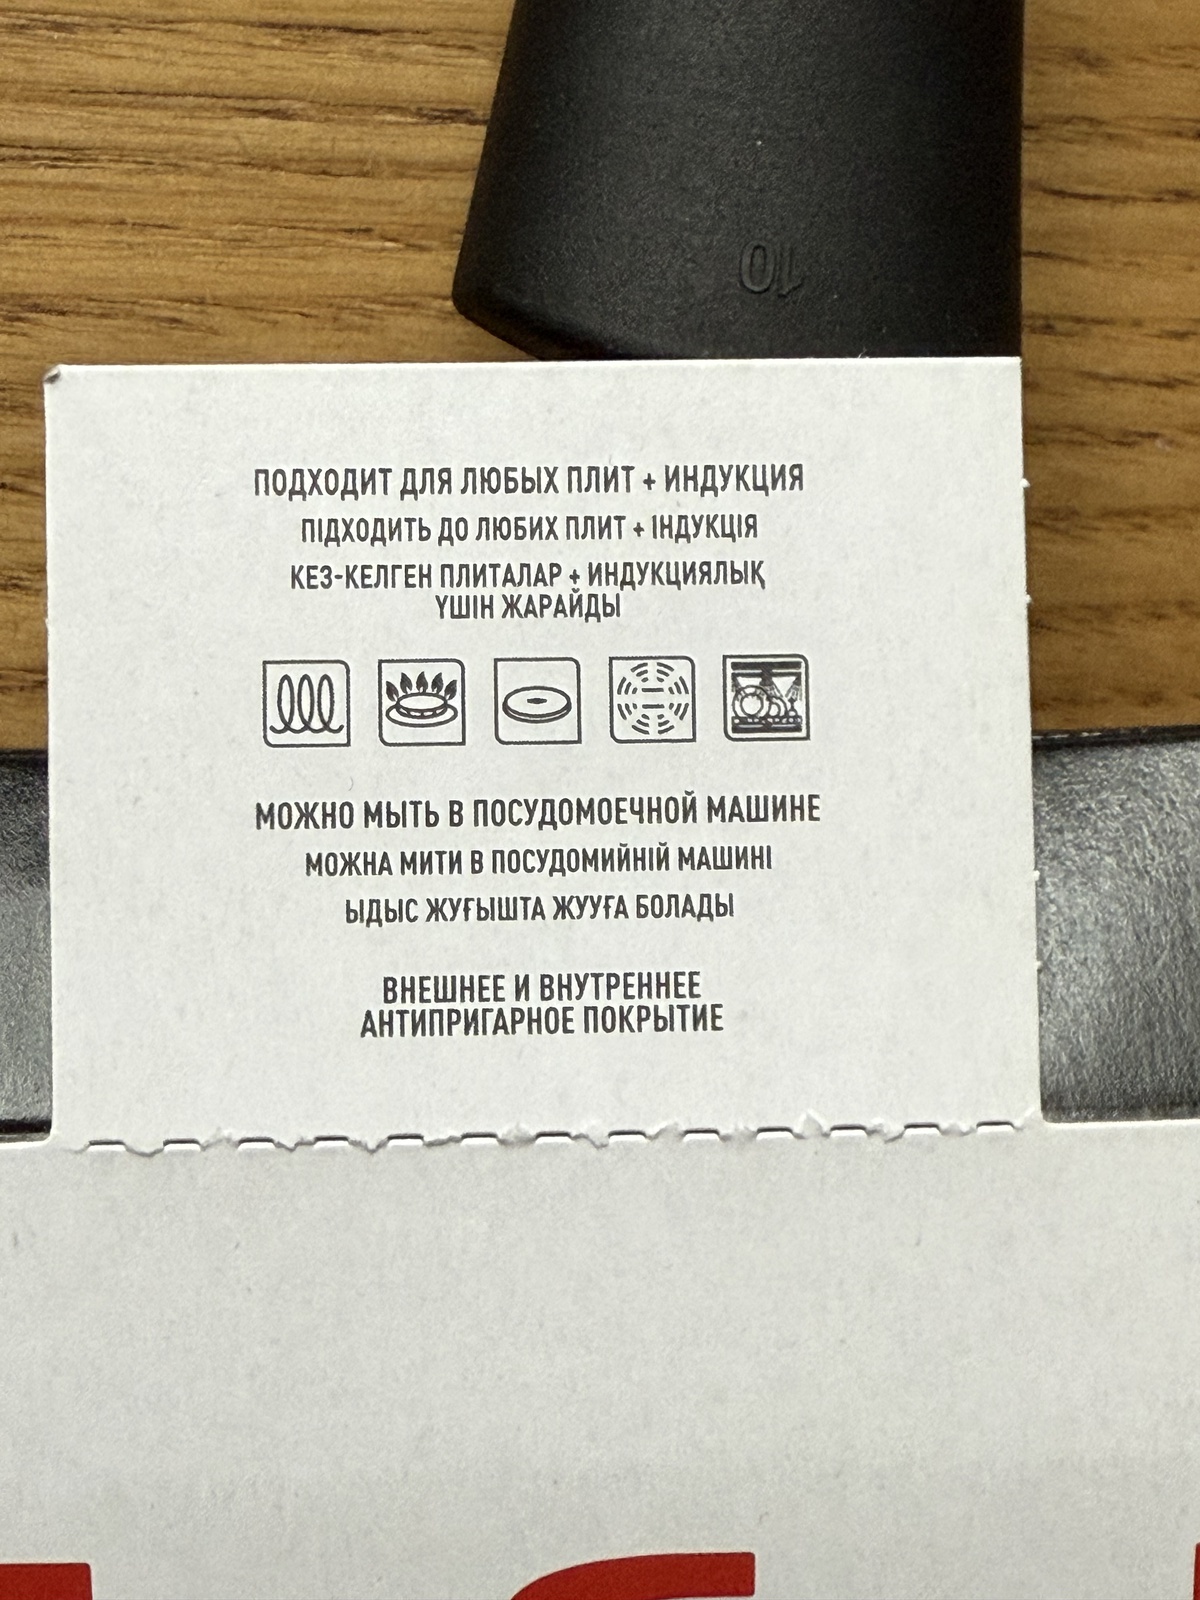 10
ПОДХОДИТ ДЛЯ ЛЮБЫХ ПЛИТ + ИНДУКЦИЯ
ПІДХОДИТЬ ДО ЛЮБИХ ПЛИТ + ІНДУКЦІЯ
КЕЗ-КЕЛГЕН ПЛИТАЛАР + ИНДУКЦИЯЛЫҚ
ҮШІН ЖАРАЙДЫ
МОЖНО МЫТЬ В ПОСУДОМОЕЧНОЙ МАШИНЕ
МОЖНА МИТИ В ПОСУДОМИЙНІЙ МАШИНІ
ЫДЫС ЖУҒЫШТА ЖУУҒА БОЛАДЫ
ВНЕШНЕЕ И ВНУТРЕННЕЕ
АНТИПРИГАРНОЕ ПОКРЫТИЕ